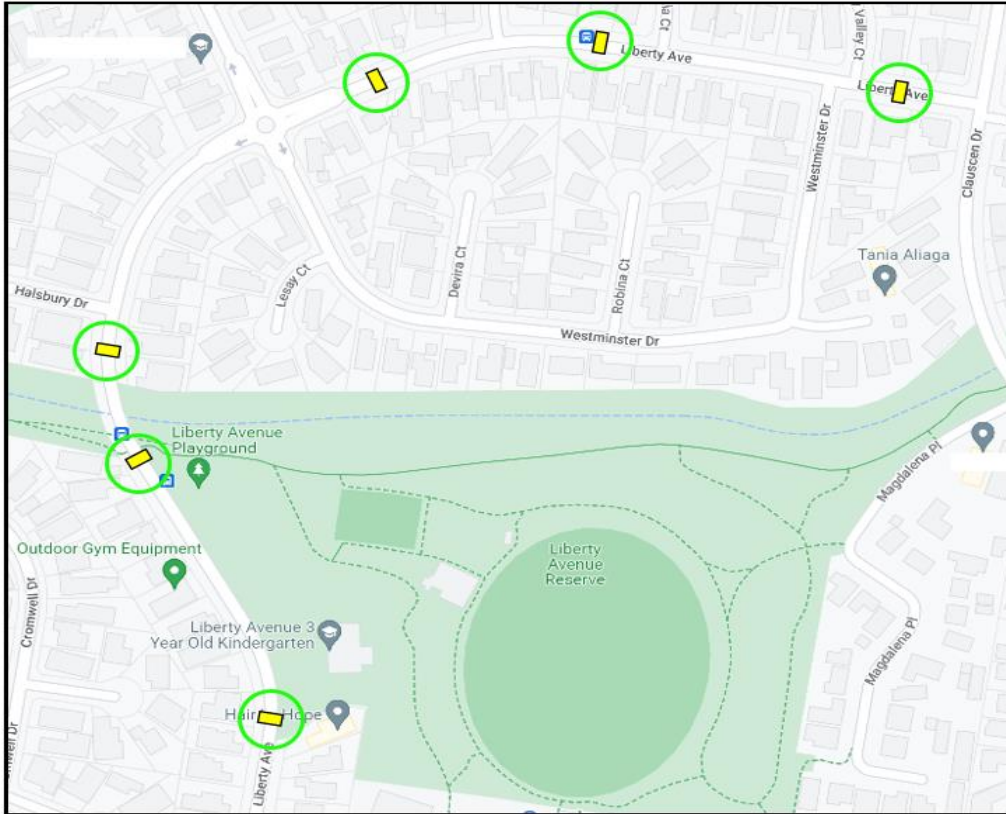 Valley Ct
Liberty Ave
Liberty Ave
Westminster Dr
Clauscen Dr
Tania Aliaga
Halsbury Dr
Lesay Ct
Devira Ct
Robina Ct
Westminster Dr
Liberty Avenue
Playground
Magdalena Pl
Outdoor Gym Equipment
Liberty
Avenue
Reserve
Cromwell Dr
Liberty Avenue 3
Year Old Kindergarten
Magdalena Pl
Hope
Liberty Ave